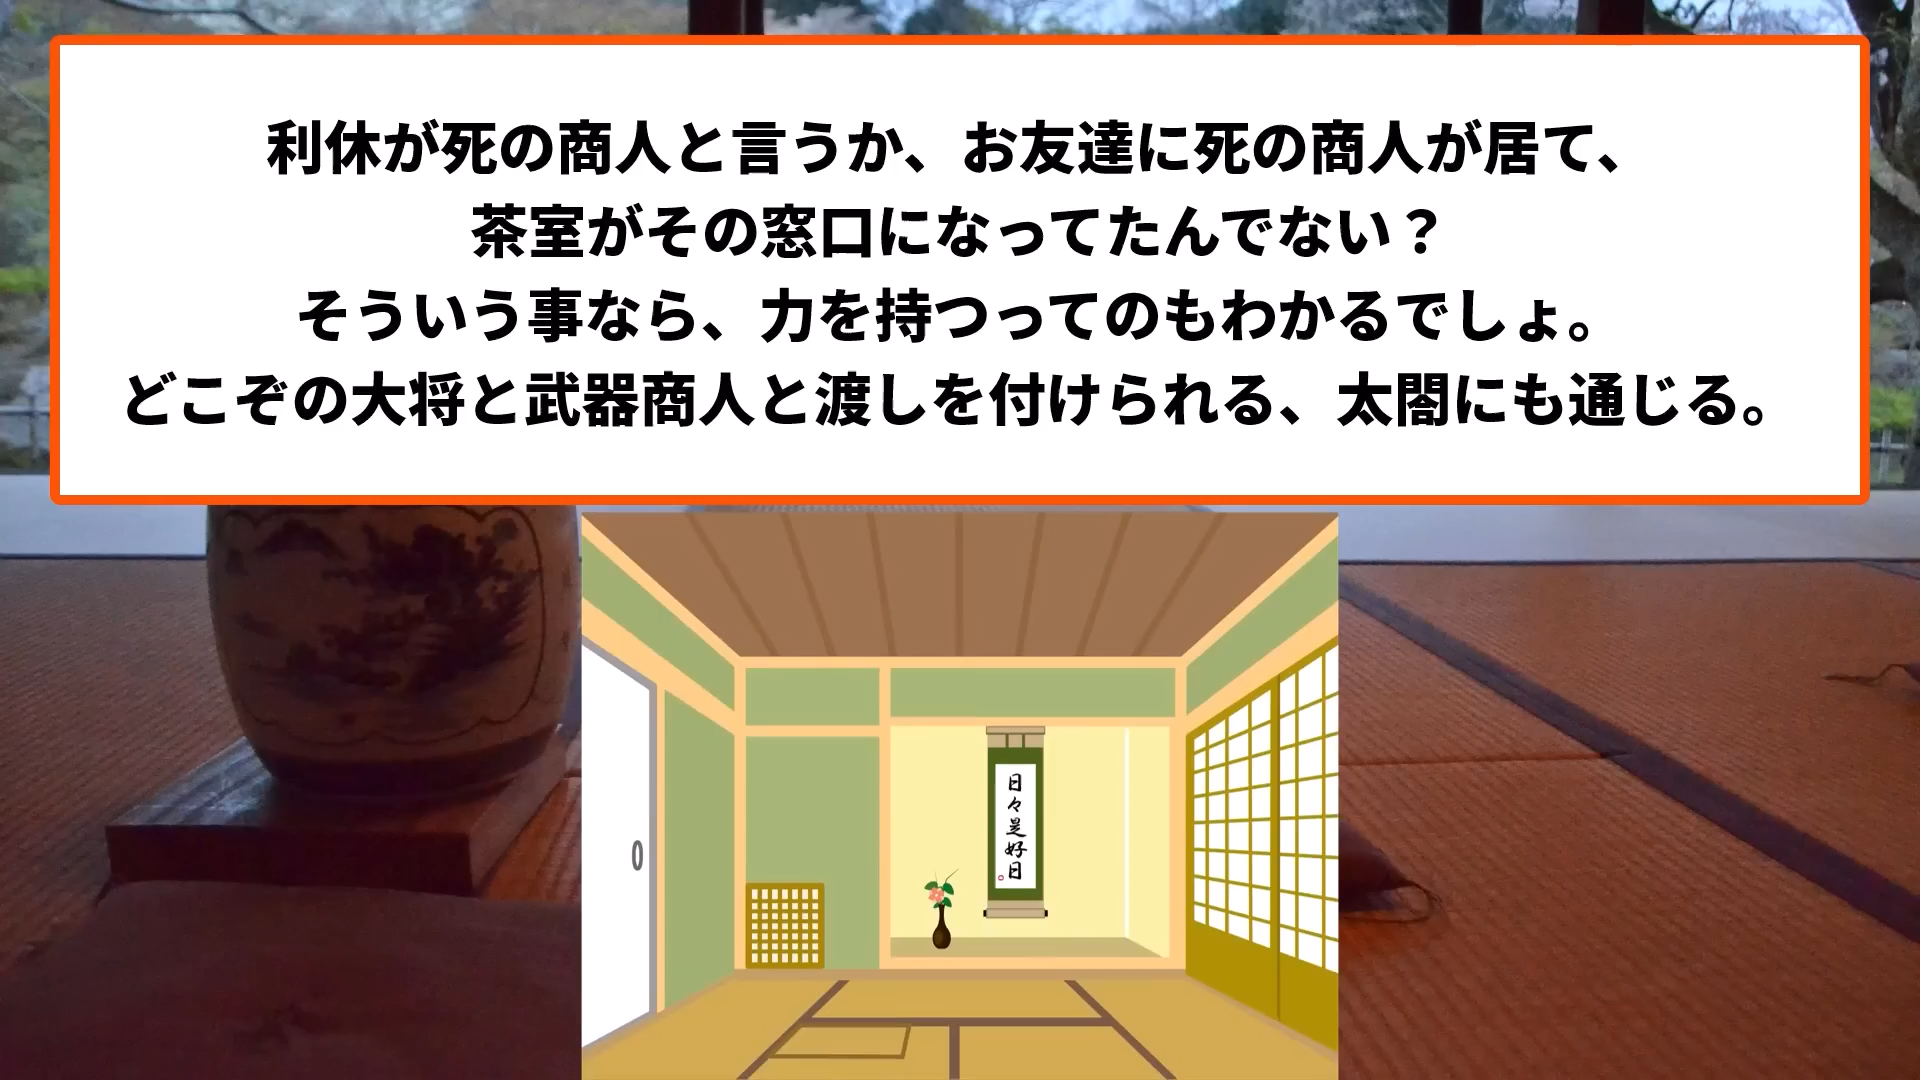 利休が死の商人と言うか、お友達に死の商人が居て、
茶室がその窓口になってたんでない？
そういう事なら、力を持つってのもわかるでしょ。
どこぞの大将と武器商人と渡しを付けられる、太閤にも通じる。
日々是好日